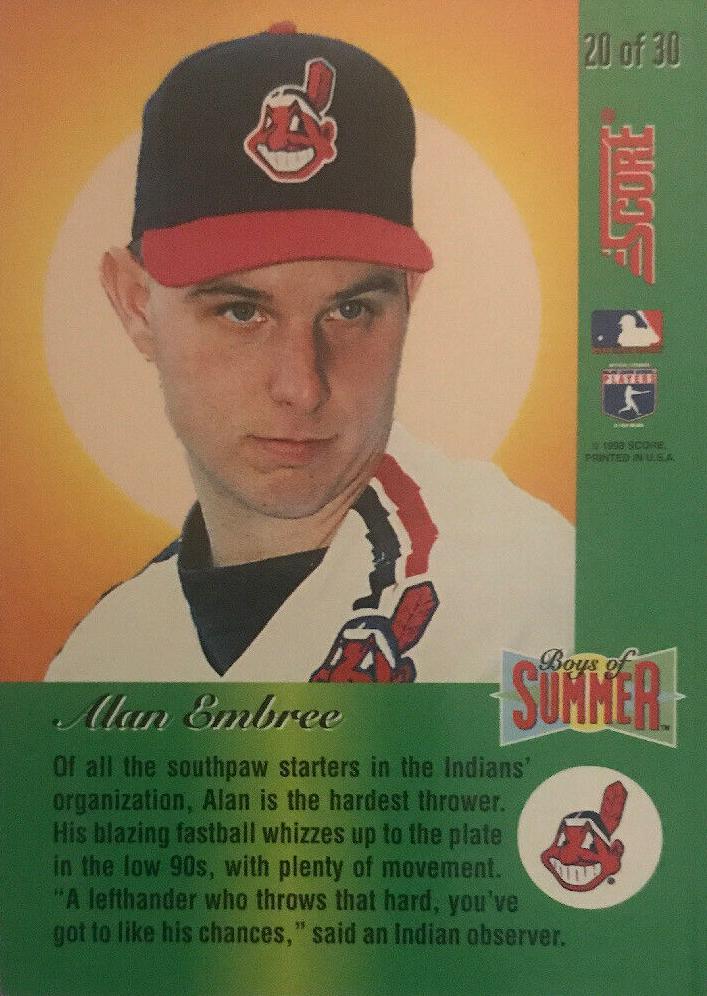 20 of 30
SCORE®
PLAYERS
© 1993 SCORE.
PRINTED IN U.S.A.
Boys of
SUMMER™
Alan Embree
Of all the southpaw starters in the Indians'
organization, Alan is the hardest thrower.
His blazing fastball whizzes up to the plate
in the low 90s, with plenty of movement.
“A lefthander who throws that hard, you’ve
got to like his chances,” said an Indian observer.
®